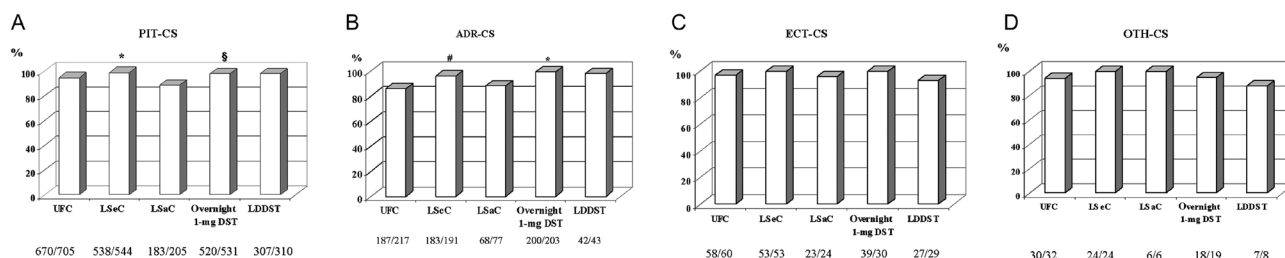 A
PIT-CS
%
* §
100
80
60
40
20
0
UFC LSeC LSaC Overnight LDDST
1-mg DST
670/705 538/544 183/205 520/531 307/310
B
ADR-CS
%
# *
100
80
60
40
20
0
UFC LSeC LSaC Overnight LDDST
1-mg DST
187/217 183/191 68/77 200/203 42/43
C
ECT-CS
%
100
80
60
40
20
0
UFC LSeC LSaC Overnight LDDST
1-mg DST
58/60 53/53 23/24 39/30 27/29
D
OTH-CS
%
100
80
60
40
20
0
UFC LSeC LSaC Overnight LDDST
1-mg DST
30/32 24/24 6/6 18/19 7/8